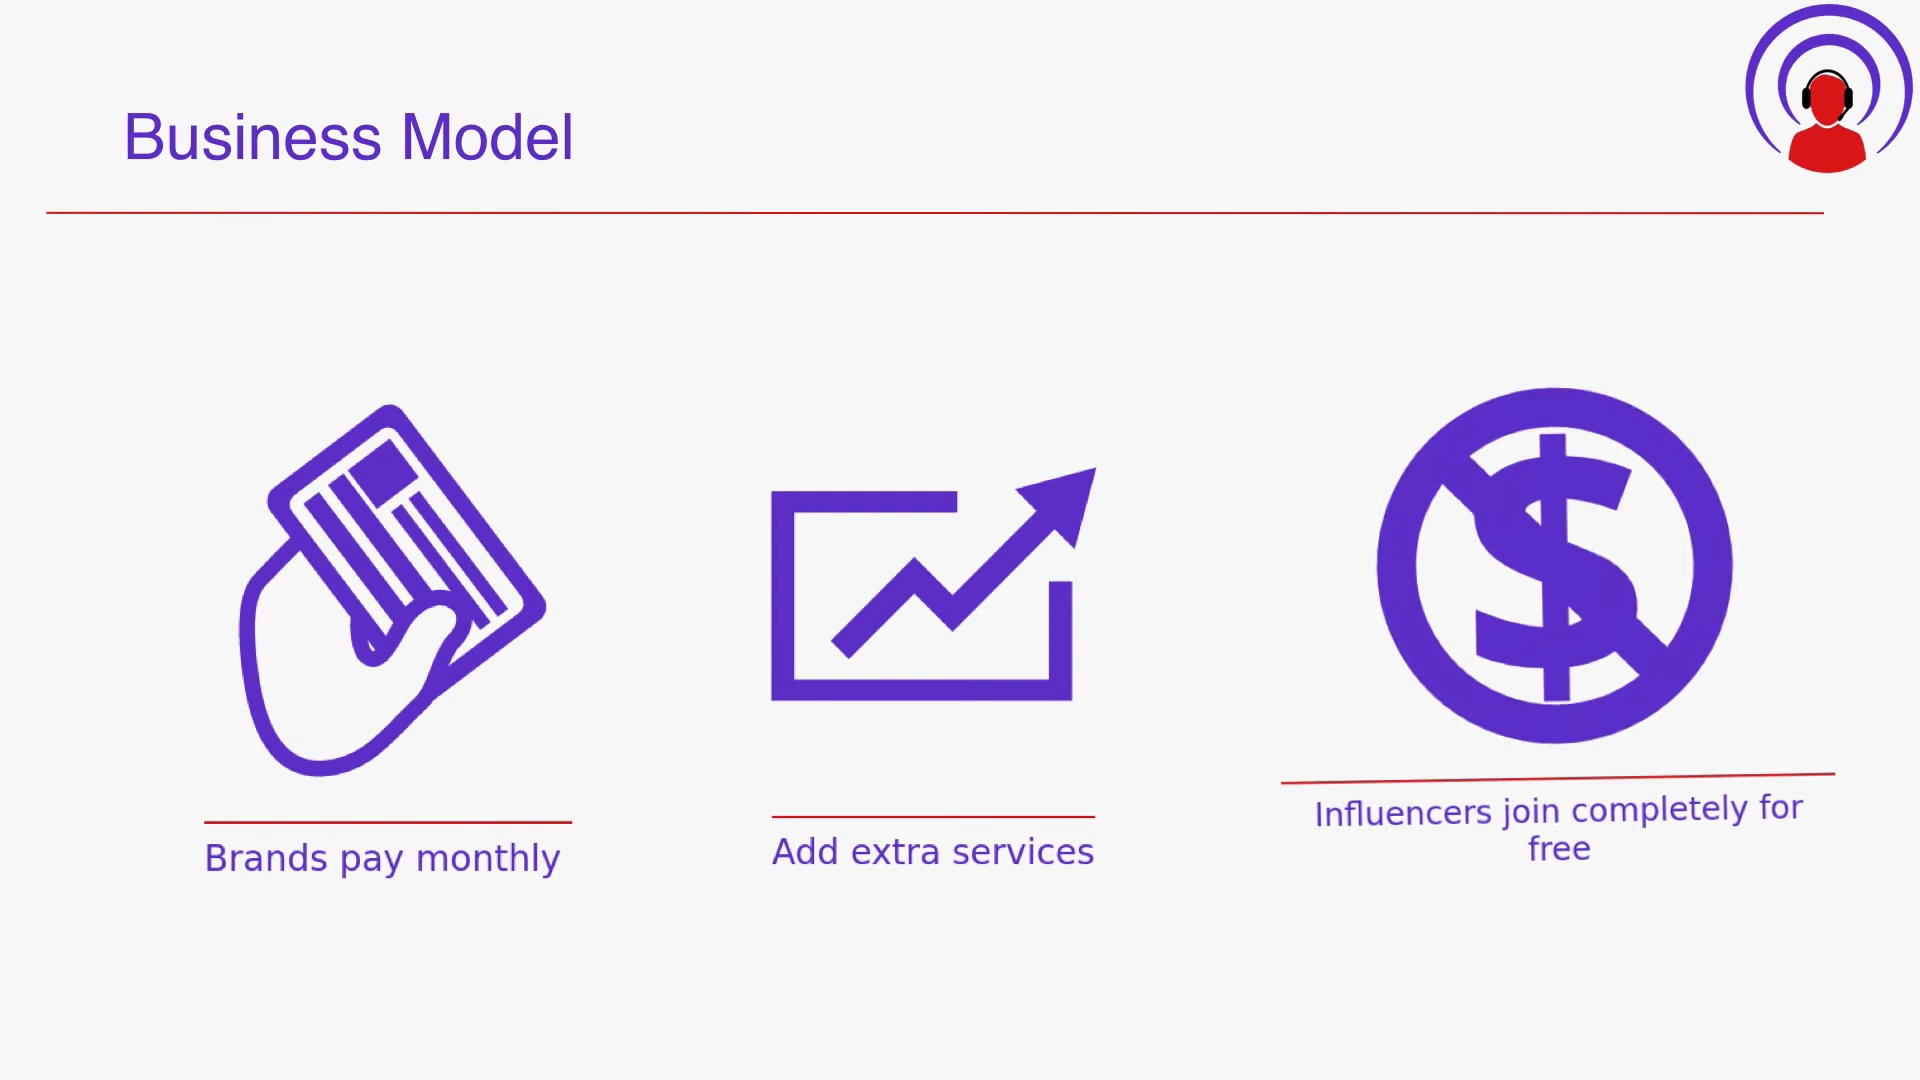 Business Model
Brands pay monthly
Add extra services
Influencers join completely for
free